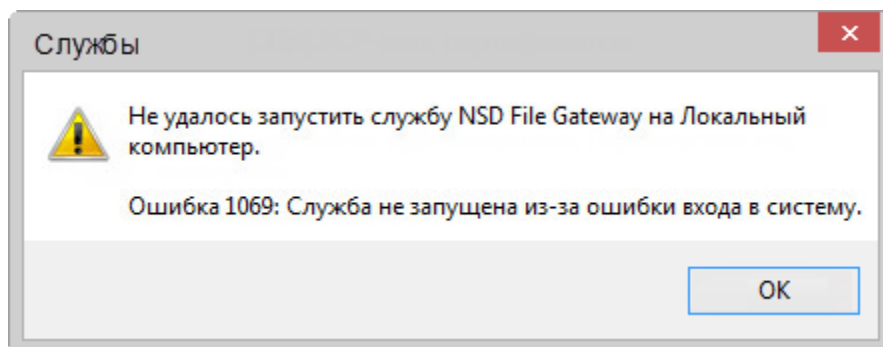 Службы
Не удалось запустить службу NSD File Gateway на Локальный
компьютер.
Ошибка 1069: Служба не запущена из-за ошибки входа в систему.
ОК